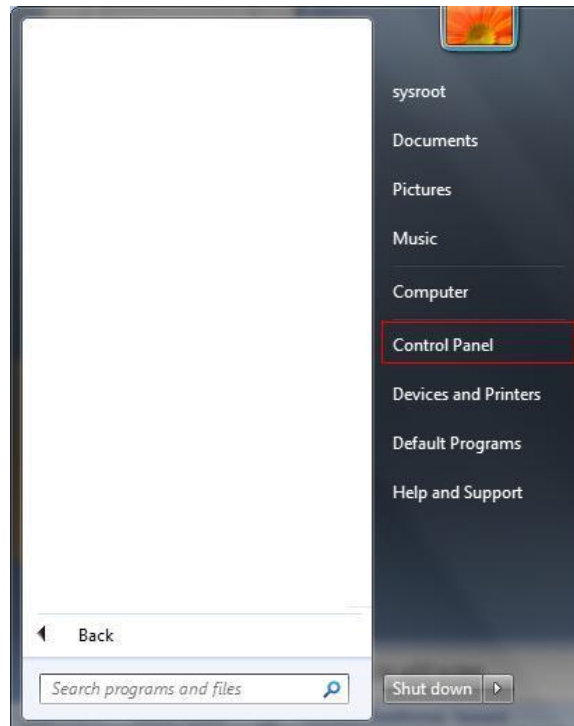 sysroot
Documents
Pictures
Music
Computer
Control Panel
Devices and Printers
Default Programs
Help and Support
Back
Search programs and files
Shut down